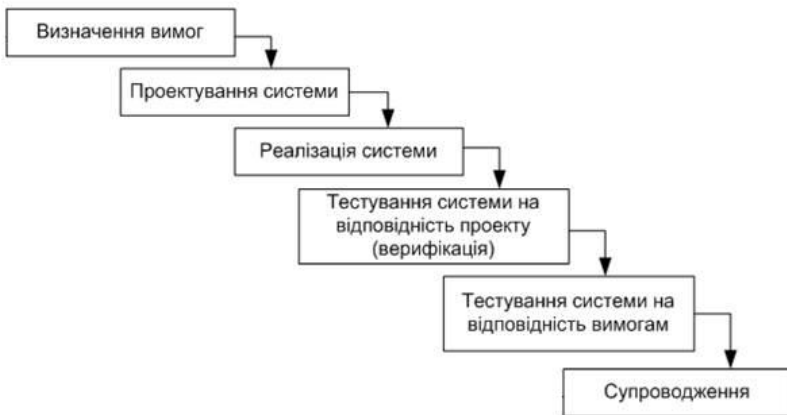 Визначення вимог
Проектування системи
Реалізація системи
Тестування системи на
відповідність проекту
(верифікація)
Тестування системи на
відповідність вимогам
Супроводження